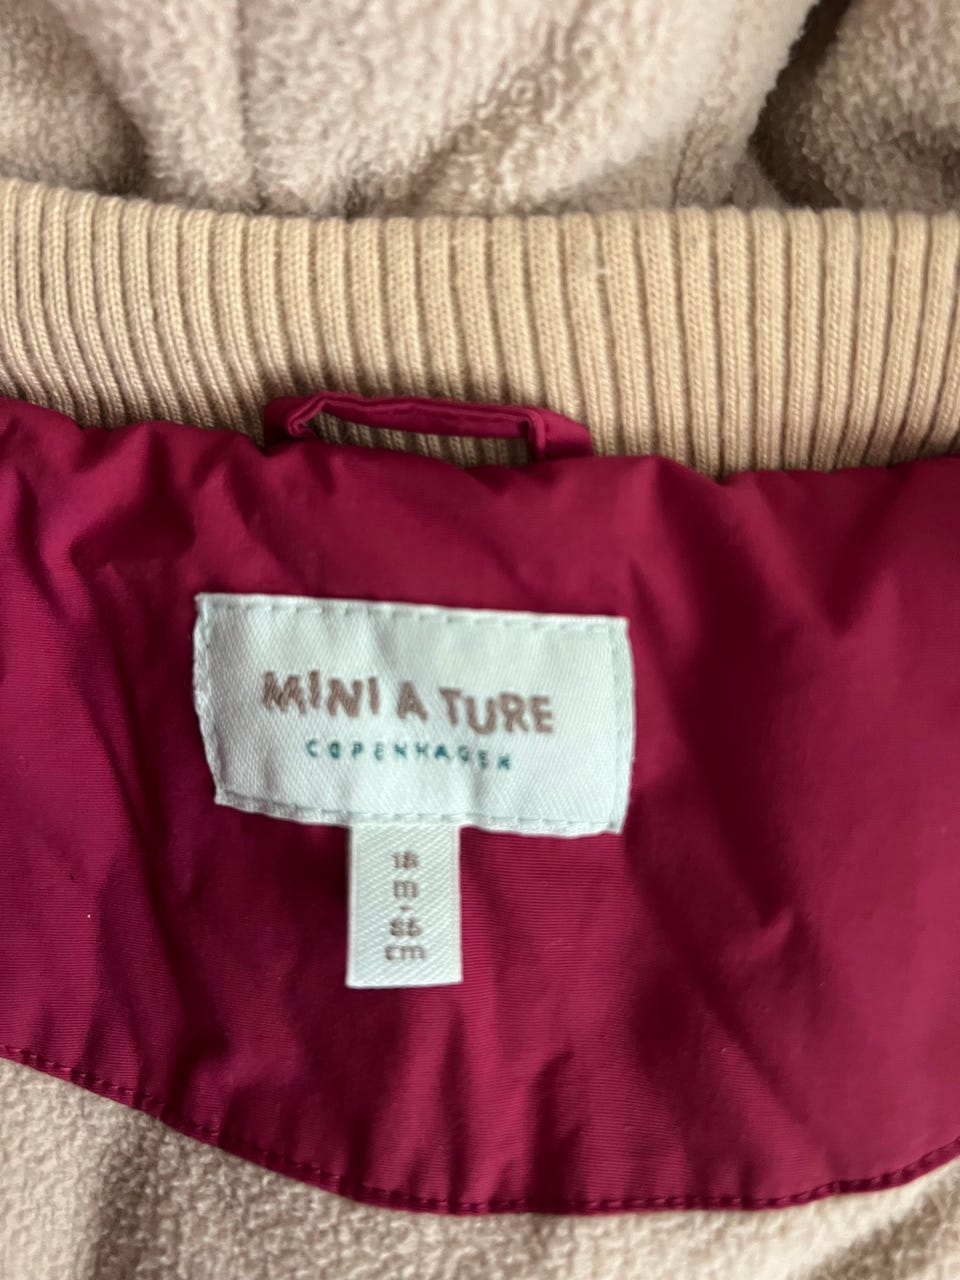 MINI A TURE
COPENHAGEN
18
m
-
86
cm